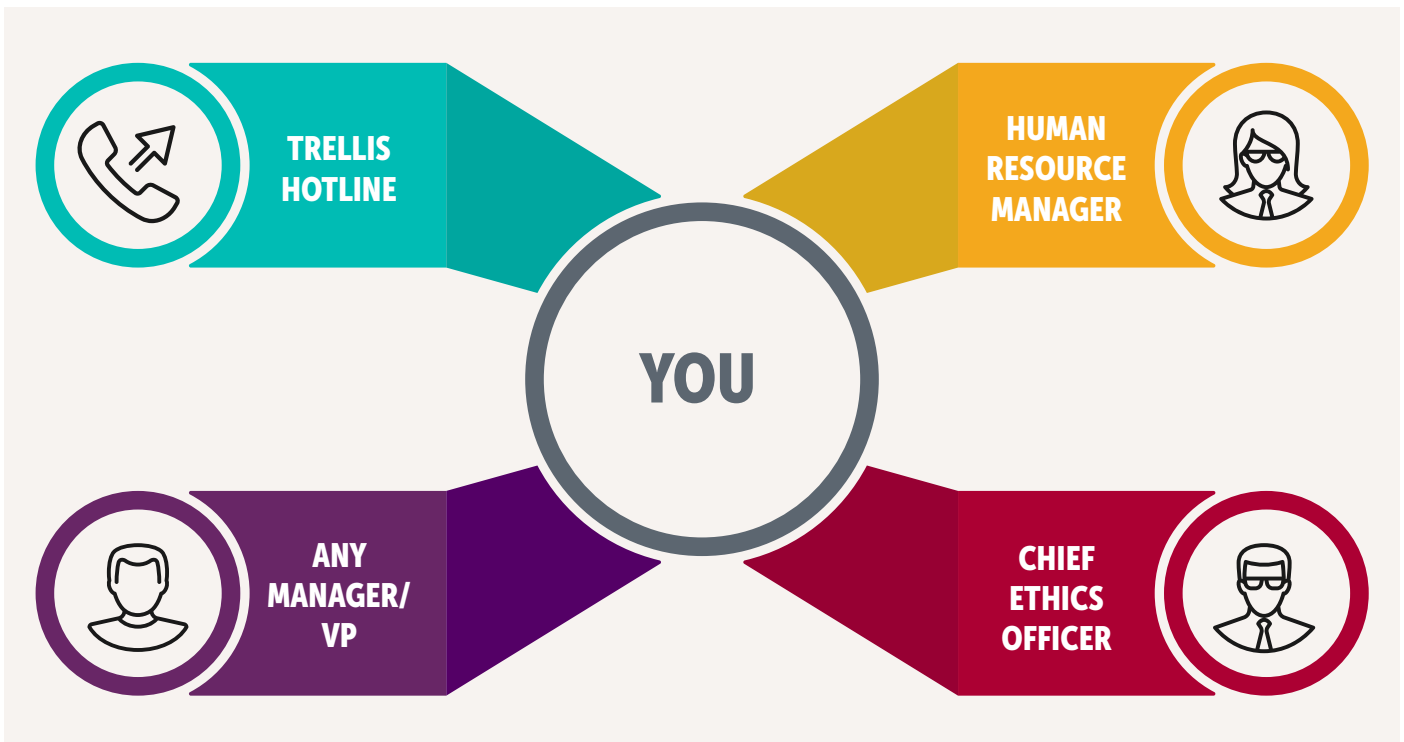 TRELLIS
HOTLINE
HUMAN
RESOURCE
MANAGER
YOU
ANY
MANAGER/
VP
CHIEF
ETHICS
OFFICER